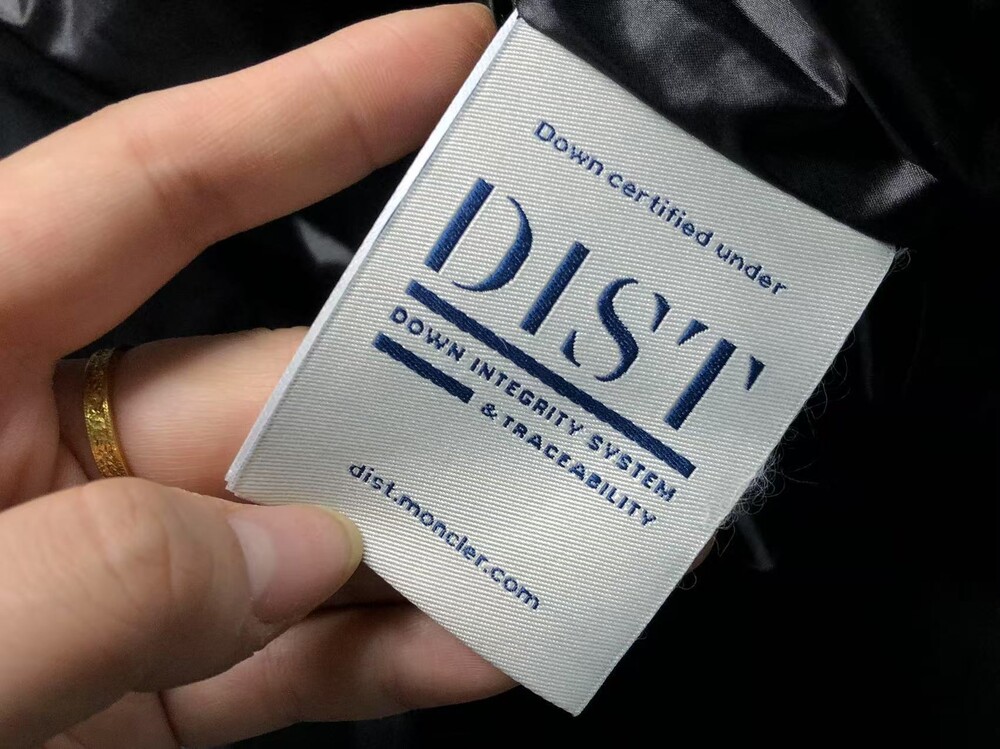 Down certified under
DIST
DOWN INTEGRITY SYSTEM
& TRACEABILITY
dist.moncler.com